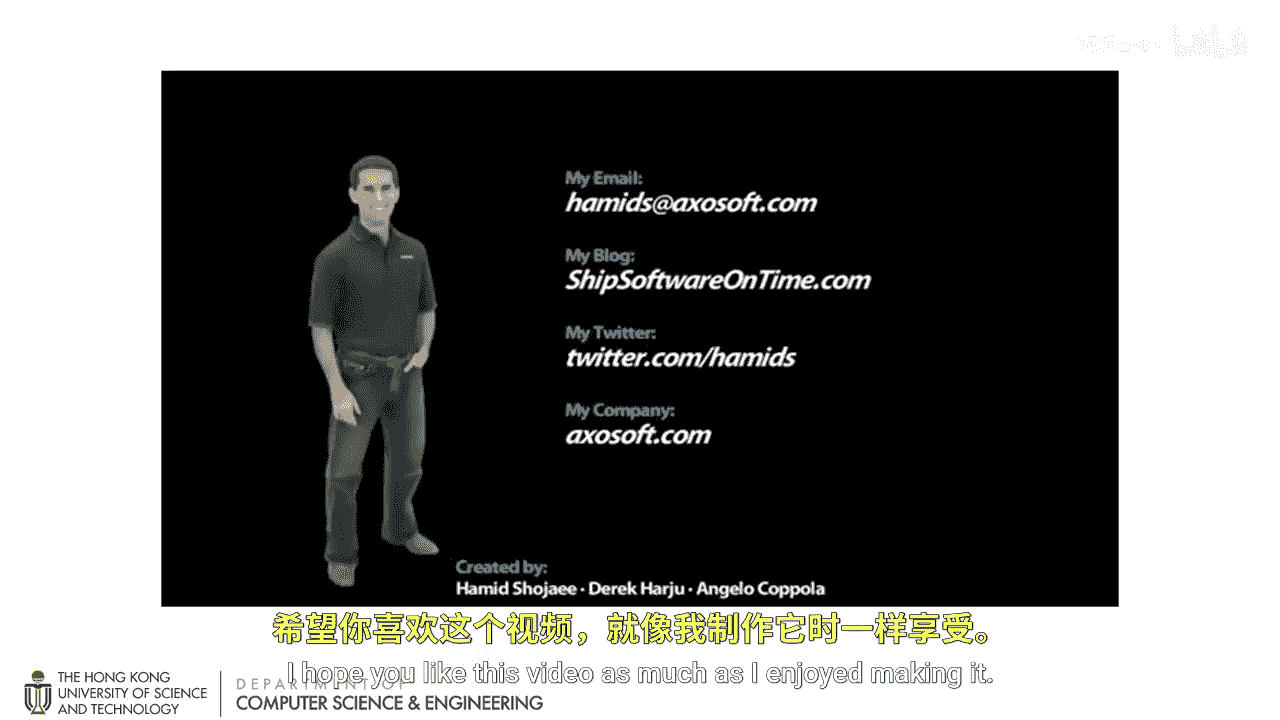 My Email:
hamids@axosoft.com
My Blog:
ShipSoftwareOnTime.com
My Twitter:
twitter.com/hamids
My Company:
axosoft.com
Created by:
Hamid Shojaee · Derek Harju · Angelo Coppola
希望你喜欢这个视频，就像我制作它时一样享受。
I hope you like this video as much as I enjoyed making it.
THE HONG KONG
UNIVERSITY OF SCIENCE
AND TECHNOLOGY
DEPARTMENT OF
COMPUTER SCIENCE & ENGINEERING